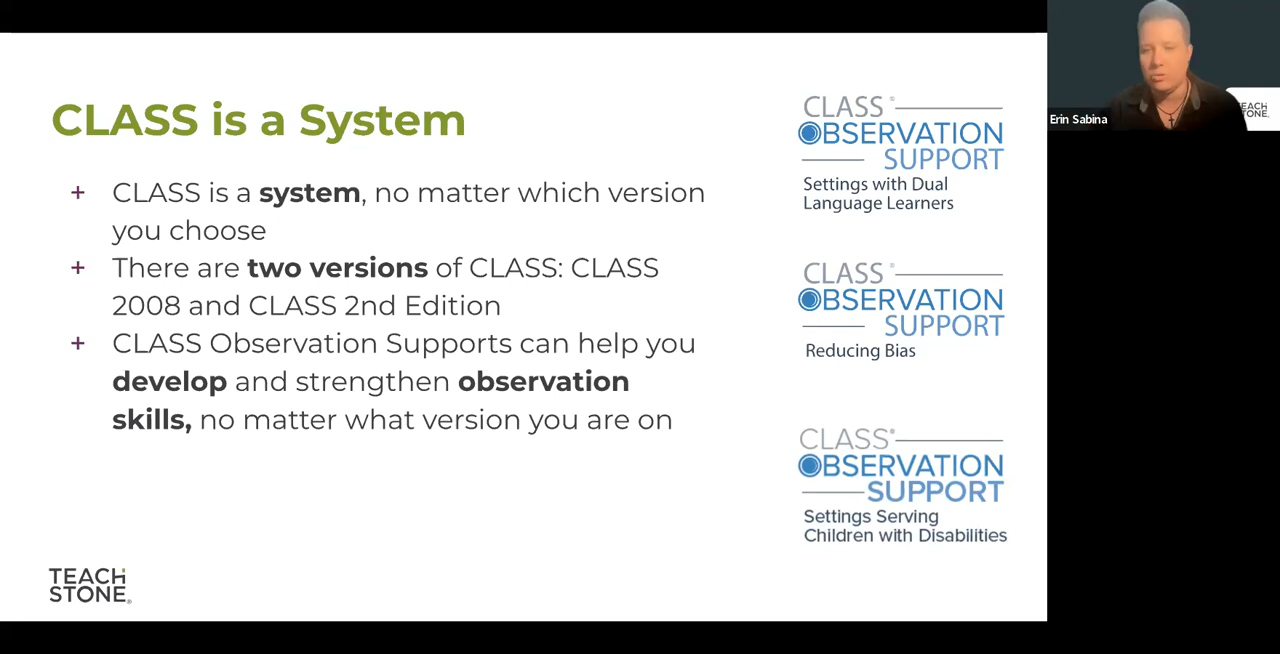 CLASS is a System
+ CLASS is a system, no matter which version
you choose
+ There are two versions of CLASS: CLASS
2008 and CLASS 2nd Edition
+ CLASS Observation Supports can help you
develop and strengthen observation
skills, no matter what version you are on
TEACH
STONE®
CLASS®
OBSERVATION
SUPPORT
Settings with Dual
Language Learners
CLASS®
OBSERVATION
SUPPORT
Reducing Bias
CLASS®
OBSERVATION
SUPPORT
Settings Serving
Children with Disabilities
Erin Sabina
TEACH
STONE.